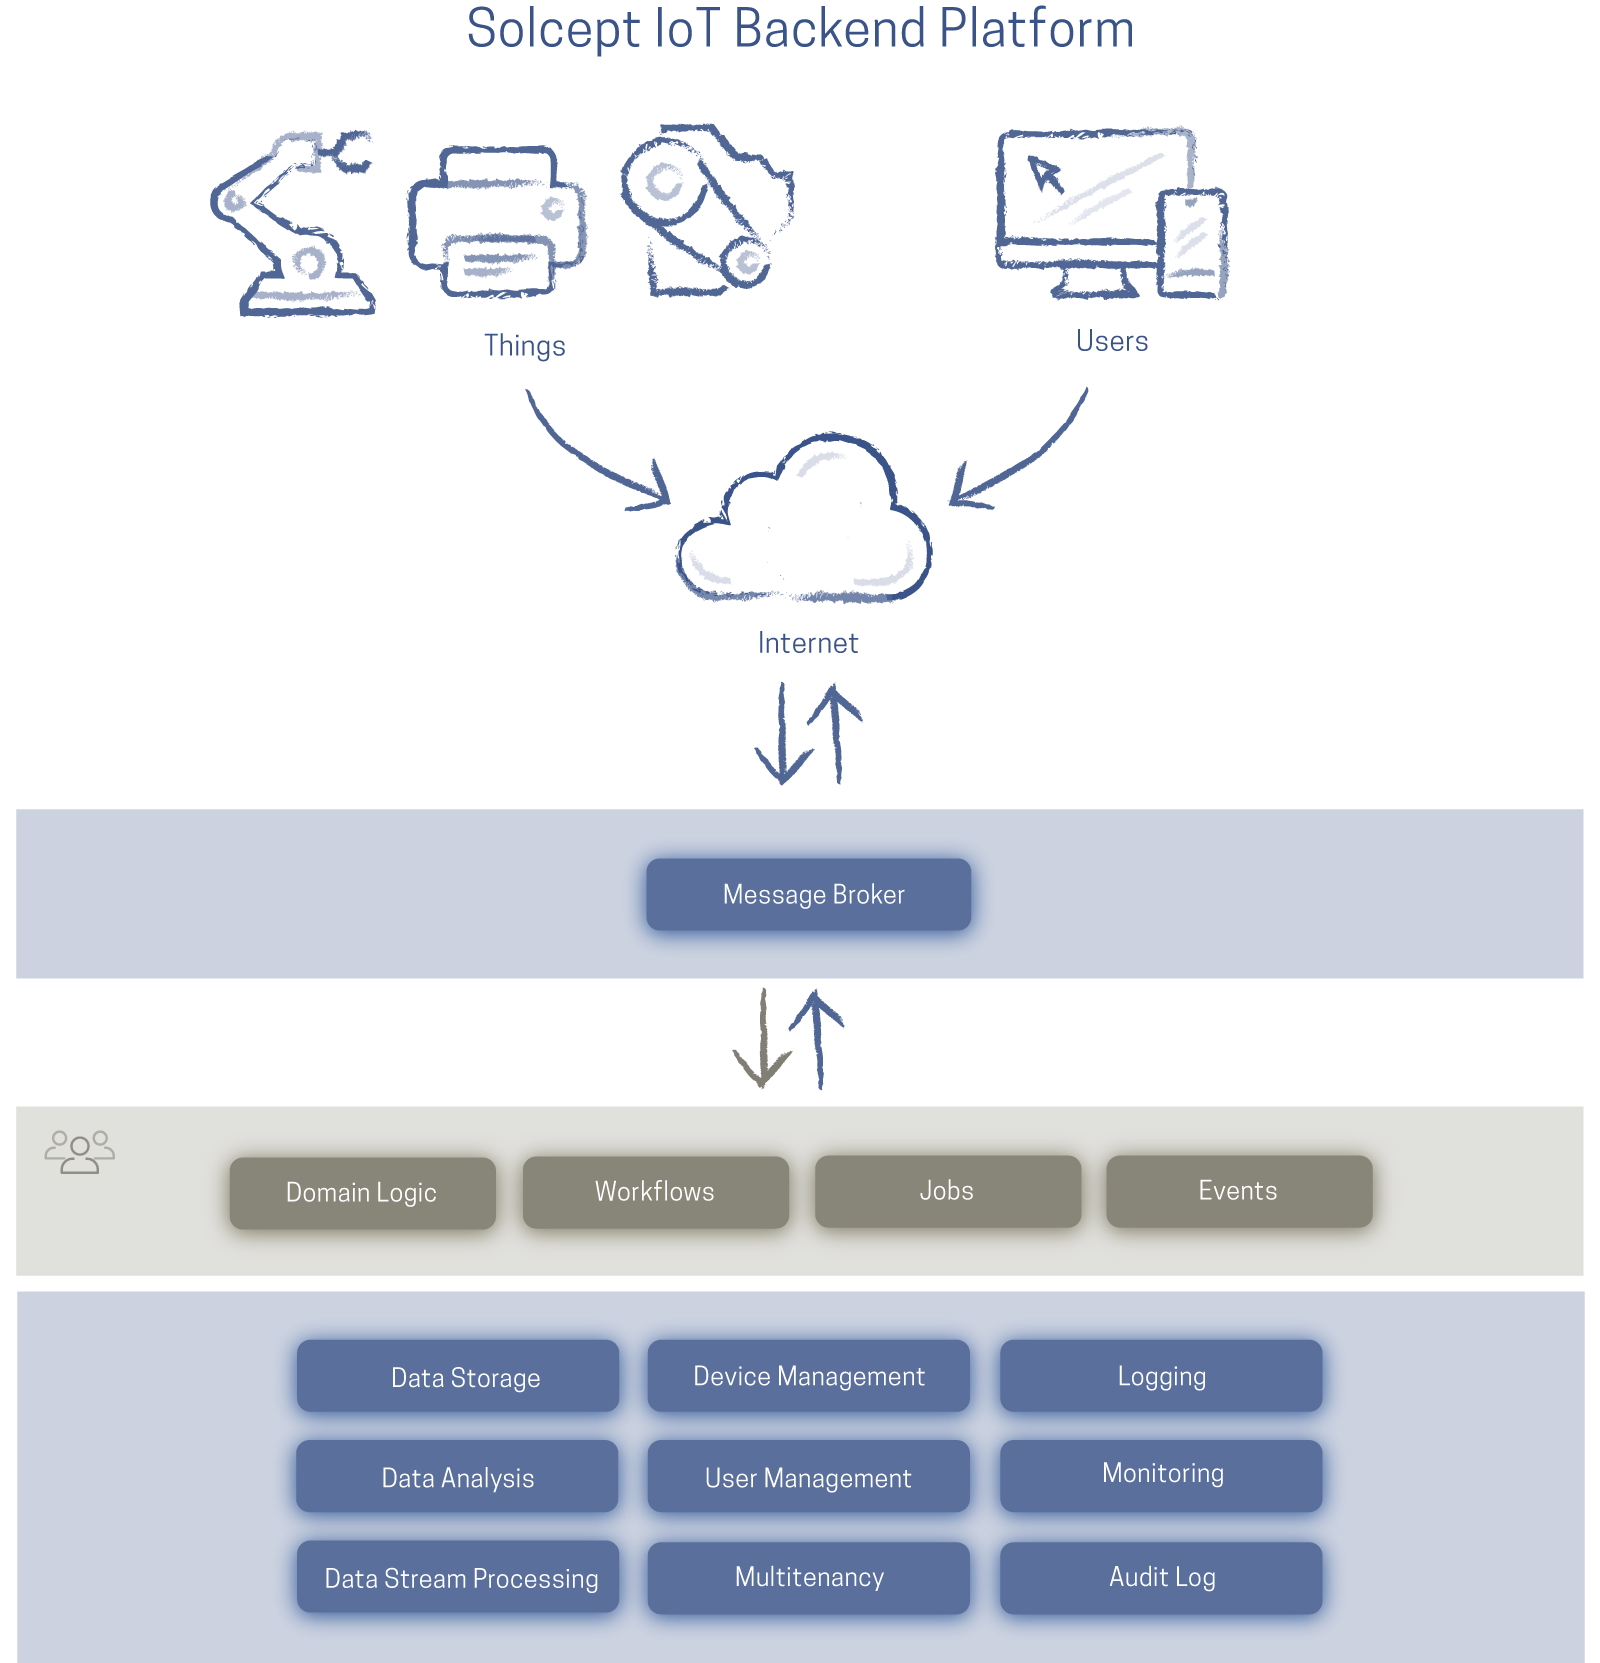 Solcept IoT Backend Platform
Things
Users
Internet
Message Broker
Domain Logic
Workflows
Jobs
Events
Data Storage
Device Management
Logging
Data Analysis
User Management
Monitoring
Data Stream Processing
Multitenancy
Audit Log